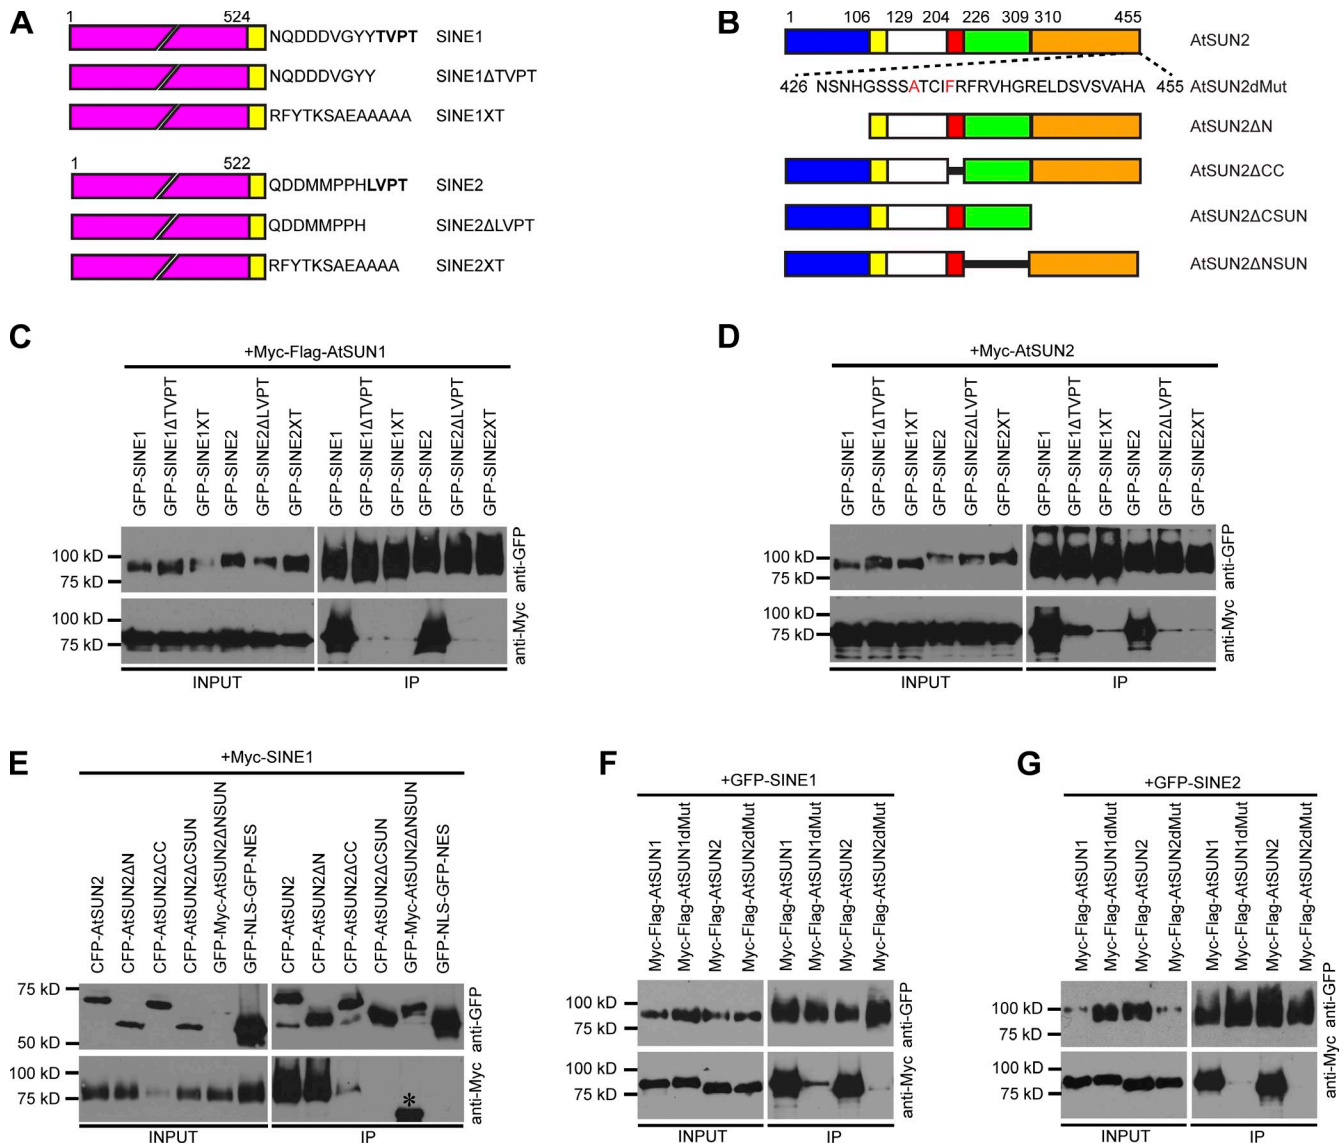 A
1 524
NQDDDVGYYTVPT SINE1
NQDDDVGYY SINE1ΔTVPT
RFYTKSAEAAAAA SINE1XT
1 522
QDDMMPPHLVPT SINE2
QDDMMPPH SINE2ΔLVPT
RFYTKSAEAAAA SINE2XT
B
1 106 129 204 226 309 310 455
AtSUN2
426 NSNHGSSSATCIFRFRVHGRELDSVSVAHA 455 AtSUN2dMut
AtSUN2ΔN
AtSUN2ΔCC
AtSUN2ΔCSUN
AtSUN2ΔNSUN
C
+Myc-Flag-AtSUN1
GFP-SINE1
GFP-SINE1ΔTVPT
GFP-SINE1XT
GFP-SINE2
GFP-SINE2ΔLVPT
GFP-SINE2XT
GFP-SINE1
GFP-SINE1ΔTVPT
GFP-SINE1XT
GFP-SINE2
GFP-SINE2ΔLVPT
GFP-SINE2XT
100 kD
75 kD
anti-GFP
100 kD
75 kD
anti-Myc
INPUT IP
D
+Myc-AtSUN2
GFP-SINE1
GFP-SINE1ΔTVPT
GFP-SINE1XT
GFP-SINE2
GFP-SINE2ΔLVPT
GFP-SINE2XT
GFP-SINE1
GFP-SINE1ΔTVPT
GFP-SINE1XT
GFP-SINE2
GFP-SINE2ΔLVPT
GFP-SINE2XT
100 kD
75 kD
anti-GFP
100 kD
75 kD
anti-Myc
INPUT IP
E
+Myc-SINE1
CFP-AtSUN2
CFP-AtSUN2ΔN
CFP-AtSUN2ΔCC
CFP-AtSUN2ΔCSUN
GFP-Myc-AtSUN2ΔNSUN
GFP-NLS-GFP-NES
CFP-AtSUN2
CFP-AtSUN2ΔN
CFP-AtSUN2ΔCC
CFP-AtSUN2ΔCSUN
GFP-Myc-AtSUN2ΔNSUN
GFP-NLS-GFP-NES
75 kD
50 kD
anti-GFP
100 kD
75 kD
*
anti-Myc
INPUT IP
F
+GFP-SINE1
Myc-Flag-AtSUN1
Myc-Flag-AtSUN1dMut
Myc-Flag-AtSUN2
Myc-Flag-AtSUN2dMut
Myc-Flag-AtSUN1
Myc-Flag-AtSUN1dMut
Myc-Flag-AtSUN2
Myc-Flag-AtSUN2dMut
100 kD
75 kD
anti-GFP
100 kD
75 kD
anti-Myc
INPUT IP
G
+GFP-SINE2
Myc-Flag-AtSUN1
Myc-Flag-AtSUN1dMut
Myc-Flag-AtSUN2
Myc-Flag-AtSUN2dMut
Myc-Flag-AtSUN1
Myc-Flag-AtSUN1dMut
Myc-Flag-AtSUN2
Myc-Flag-AtSUN2dMut
100 kD
75 kD
anti-GFP
100 kD
75 kD
anti-Myc
INPUT IP